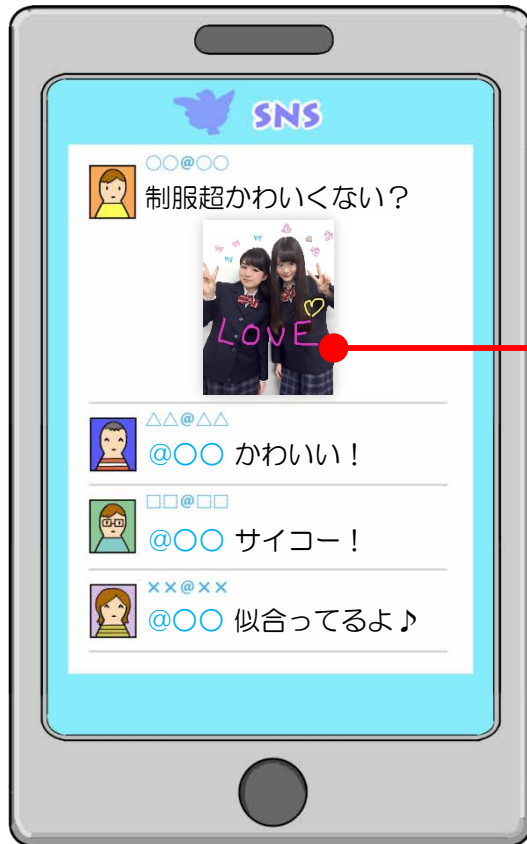 SNS
○○@○○
制服超かわいくない？
LOVE
△△@△△
@○○ かわいい！
□□@□□
@○○ サイコー！
××@××
@○○ 似合ってるよ♪